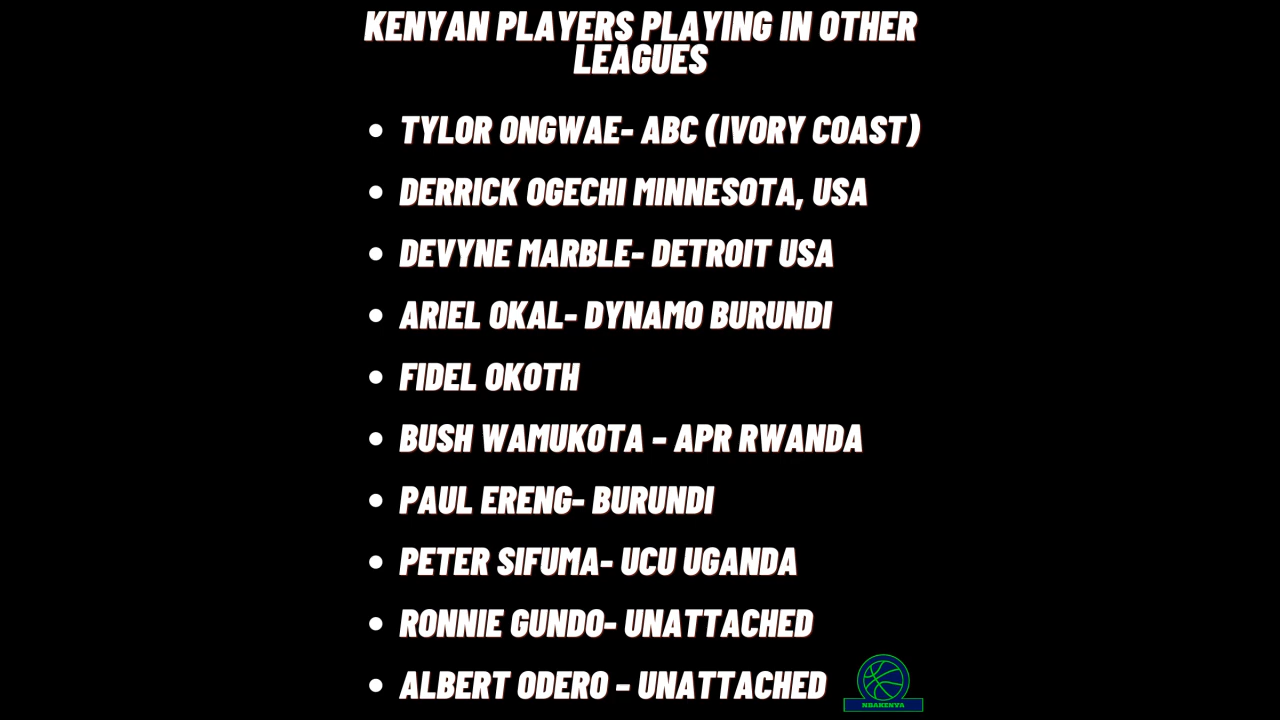 KENYAN PLAYERS PLAYING IN OTHER
LEAGUES
• TYLOR ONGWAE- ABC (IVORY COAST)
• DERRICK OGECHI MINNESOTA, USA
• DEVYNE MARBLE- DETROIT USA
• ARIEL OKAL- DYNAMO BURUNDI
• FIDEL OKOTH
• BUSH WAMUKOTA – APR RWANDA
• PAUL ERENG- BURUNDI
• PETER SIFUMA- UCU UGANDA
• RONNIE GUNDO- UNATTACHED
• ALBERT ODERO – UNATTACHED
NBAKENYA